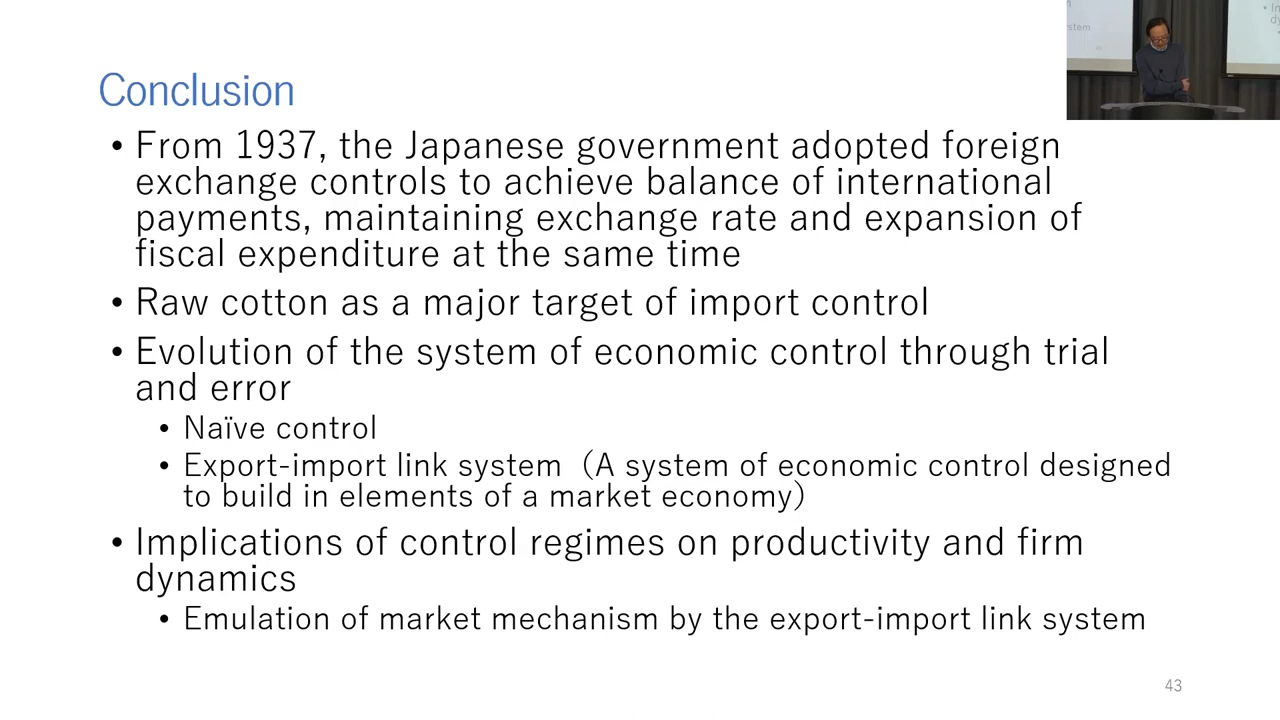 Conclusion
• From 1937, the Japanese government adopted foreign
exchange controls to achieve balance of international
payments, maintaining exchange rate and expansion of
fiscal expenditure at the same time
• Raw cotton as a major target of import control
• Evolution of the system of economic control through trial
and error
• Naïve control
• Export-import link system（A system of economic control designed
to build in elements of a market economy）
• Implications of control regimes on productivity and firm
dynamics
• Emulation of market mechanism by the export-import link system
43